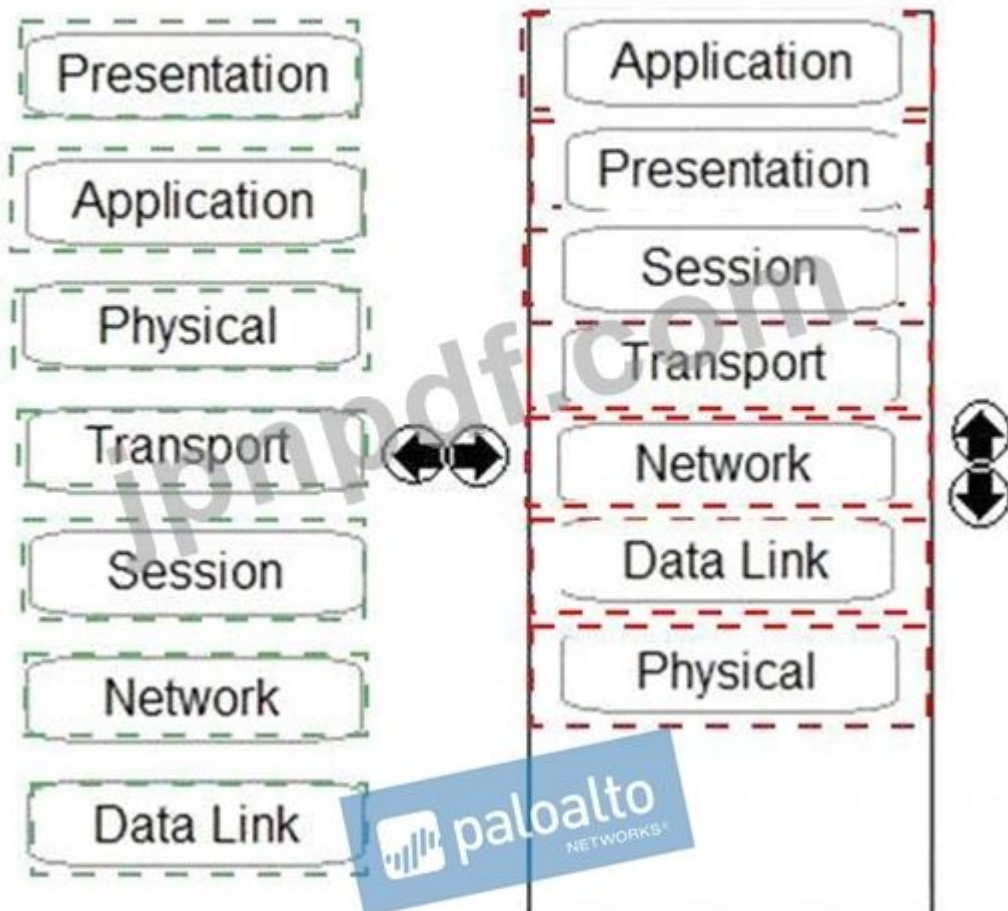 Presentation
Application
Physical
Transport
Session
Network
Data Link
Application
Presentation
Session
Transport
Network
Data Link
Physical
jpnpdf.com
paloalto
NETWORKS®